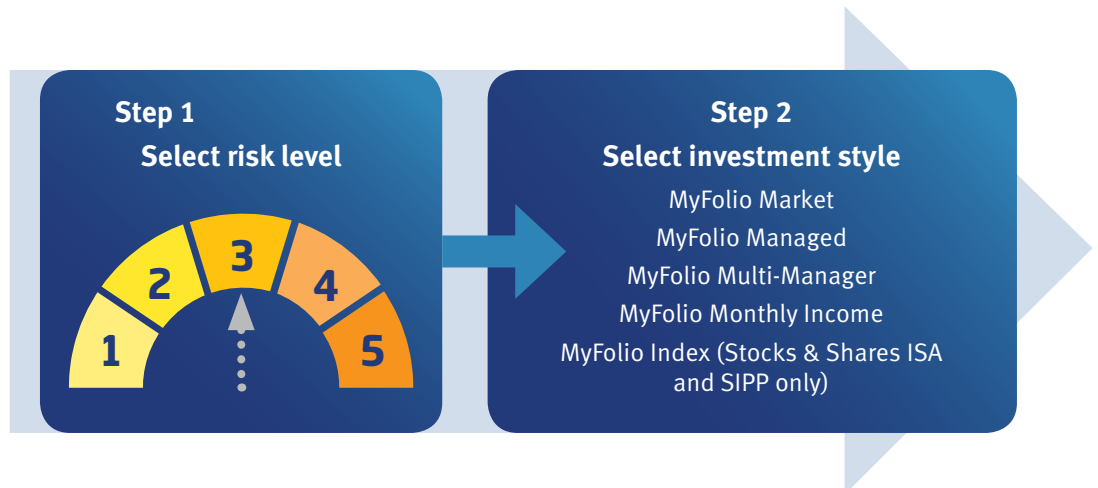 Step 1
Select risk level
1
2
3
4
5
Step 2
Select investment style
MyFolio Market
MyFolio Managed
MyFolio Multi-Manager
MyFolio Monthly Income
MyFolio Index (Stocks & Shares ISA
and SIPP only)